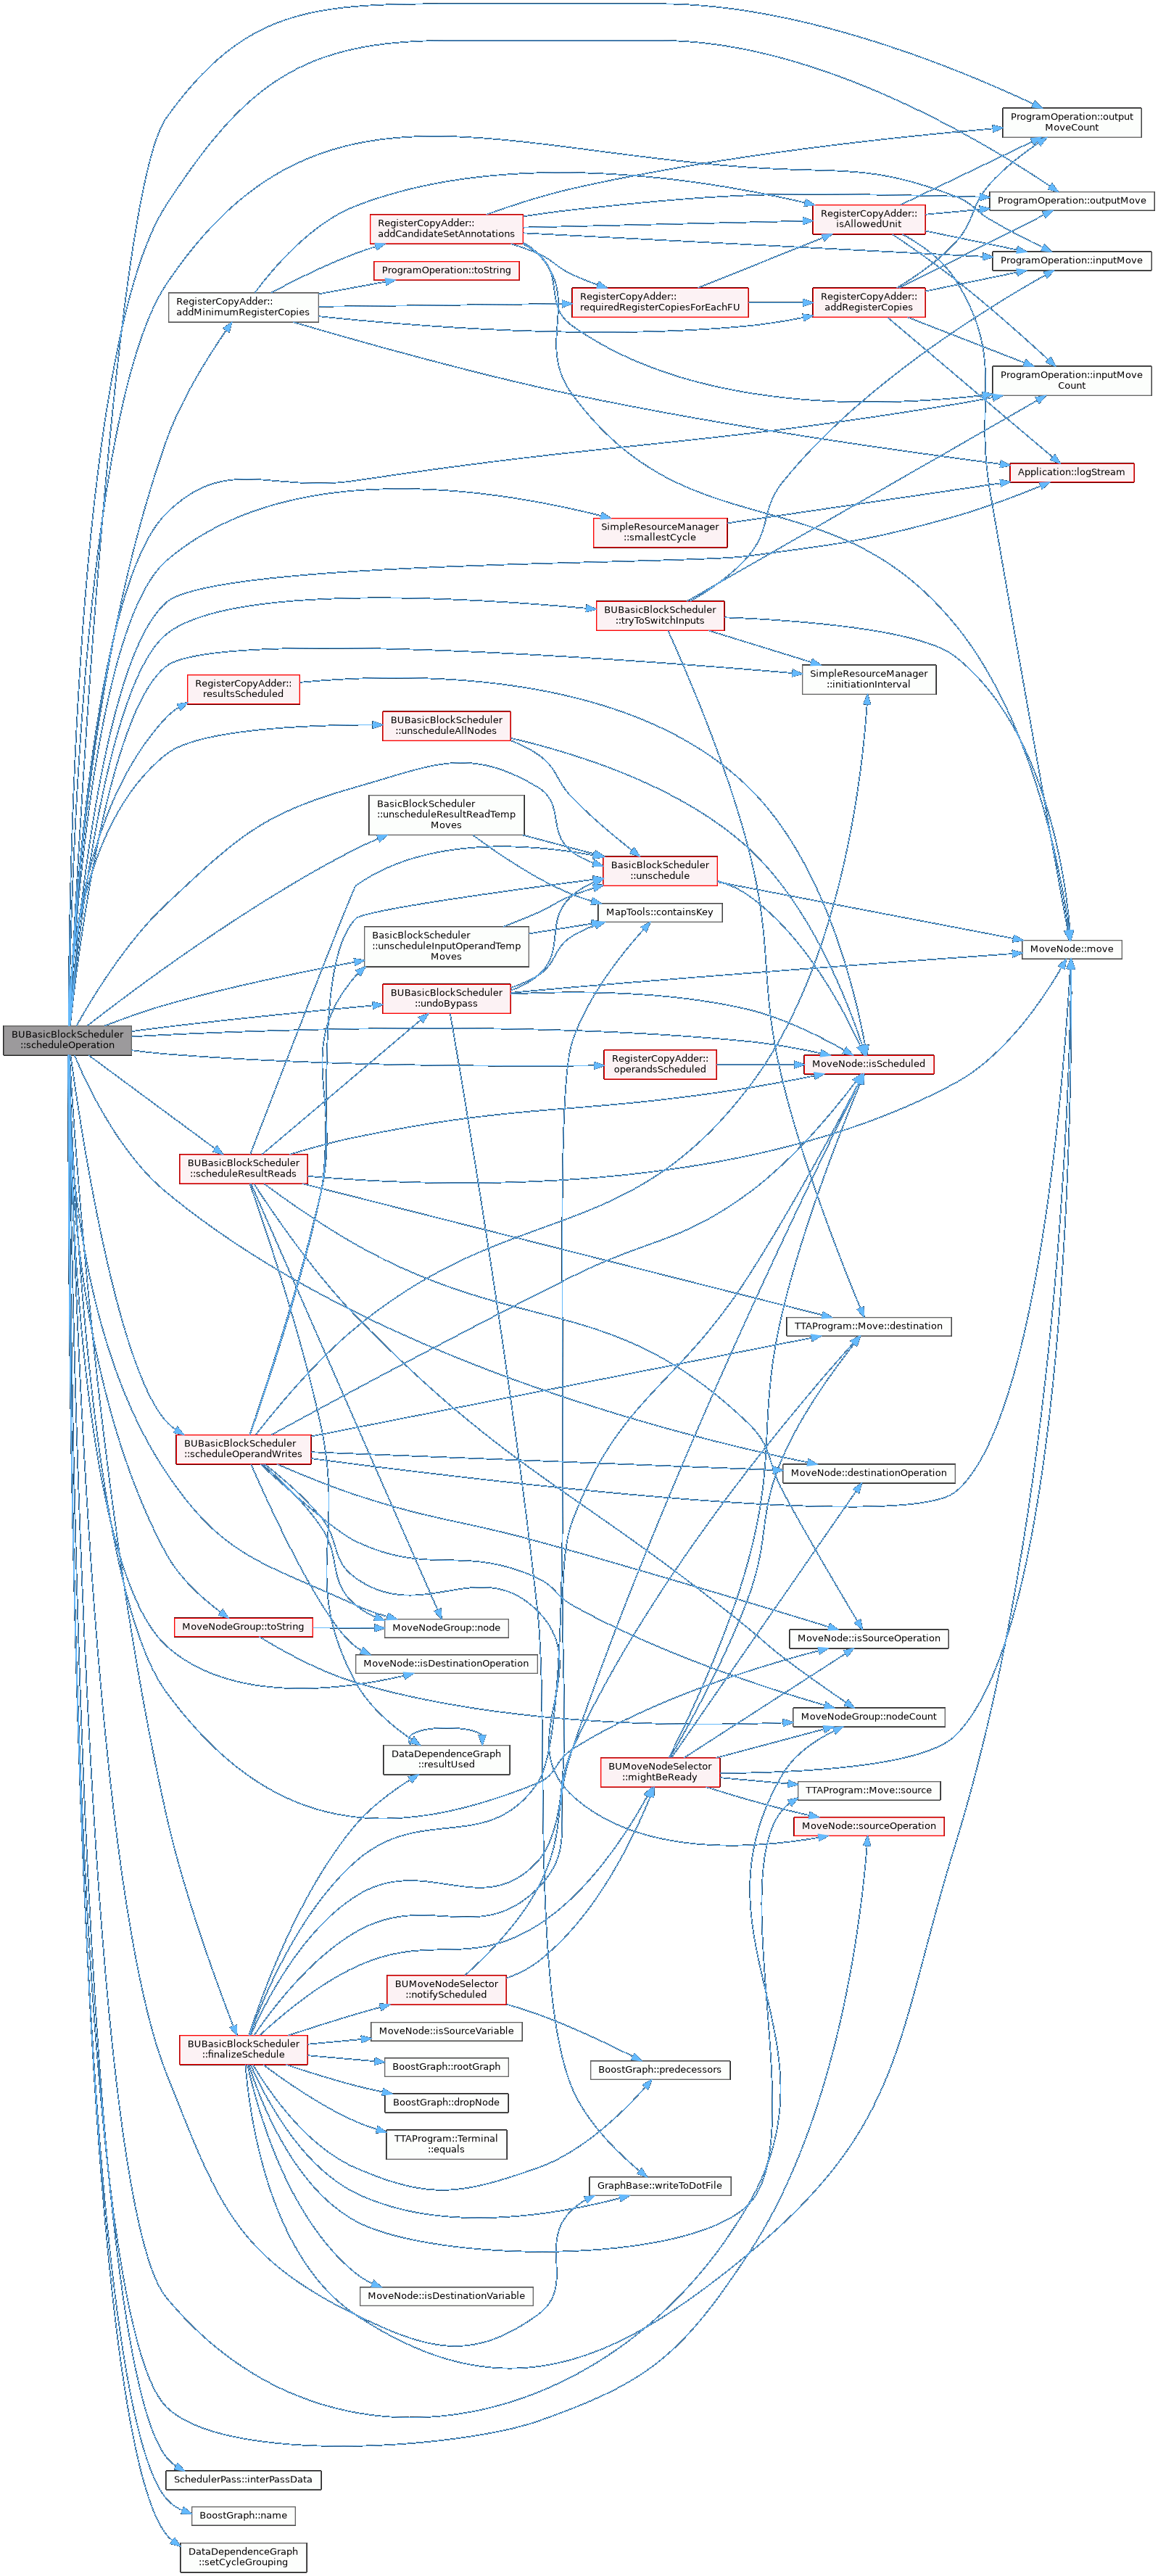 ProgramOperation::output
MoveCount
ProgramOperation::outputMove
RegisterCopyAdder::
isAllowedUnit
RegisterCopyAdder::
addCandidateSetAnnotations
ProgramOperation::inputMove
ProgramOperation::toString
RegisterCopyAdder::
addMinimumRegisterCopies
RegisterCopyAdder::
requiredRegisterCopiesForEachFU
RegisterCopyAdder::
addRegisterCopies
ProgramOperation::inputMove
Count
Application::logStream
SimpleResourceManager
::smallestCycle
BUBasicBlockScheduler
::tryToSwitchInputs
SimpleResourceManager
::initiationInterval
RegisterCopyAdder::
resultsScheduled
BUBasicBlockScheduler
::unscheduleAllNodes
BasicBlockScheduler
::unscheduleResultReadTemp
Moves
BasicBlockScheduler
::unschedule
MapTools::containsKey
BasicBlockScheduler
::unscheduleInputOperandTemp
Moves
MoveNode::move
BUBasicBlockScheduler
::undoBypass
BUBasicBlockScheduler
::scheduleOperation
RegisterCopyAdder::
operandsScheduled
MoveNode::isScheduled
BUBasicBlockScheduler
::scheduleResultReads
TTAProgram::Move::destination
BUBasicBlockScheduler
::scheduleOperandWrites
MoveNode::destinationOperation
MoveNodeGroup::toString
MoveNodeGroup::node
MoveNode::isSourceOperation
MoveNode::isDestinationOperation
MoveNodeGroup::nodeCount
DataDependenceGraph
::resultUsed
BUMoveNodeSelector
::mightBeReady
TTAProgram::Move::source
MoveNode::sourceOperation
BUMoveNodeSelector
::notifyScheduled
MoveNode::isSourceVariable
BUBasicBlockScheduler
::finalizeSchedule
BoostGraph::rootGraph
BoostGraph::predecessors
BoostGraph::dropNode
TTAProgram::Terminal
::equals
GraphBase::writeToDotFile
MoveNode::isDestinationVariable
SchedulerPass::interPassData
BoostGraph::name
DataDependenceGraph
::setCycleGrouping